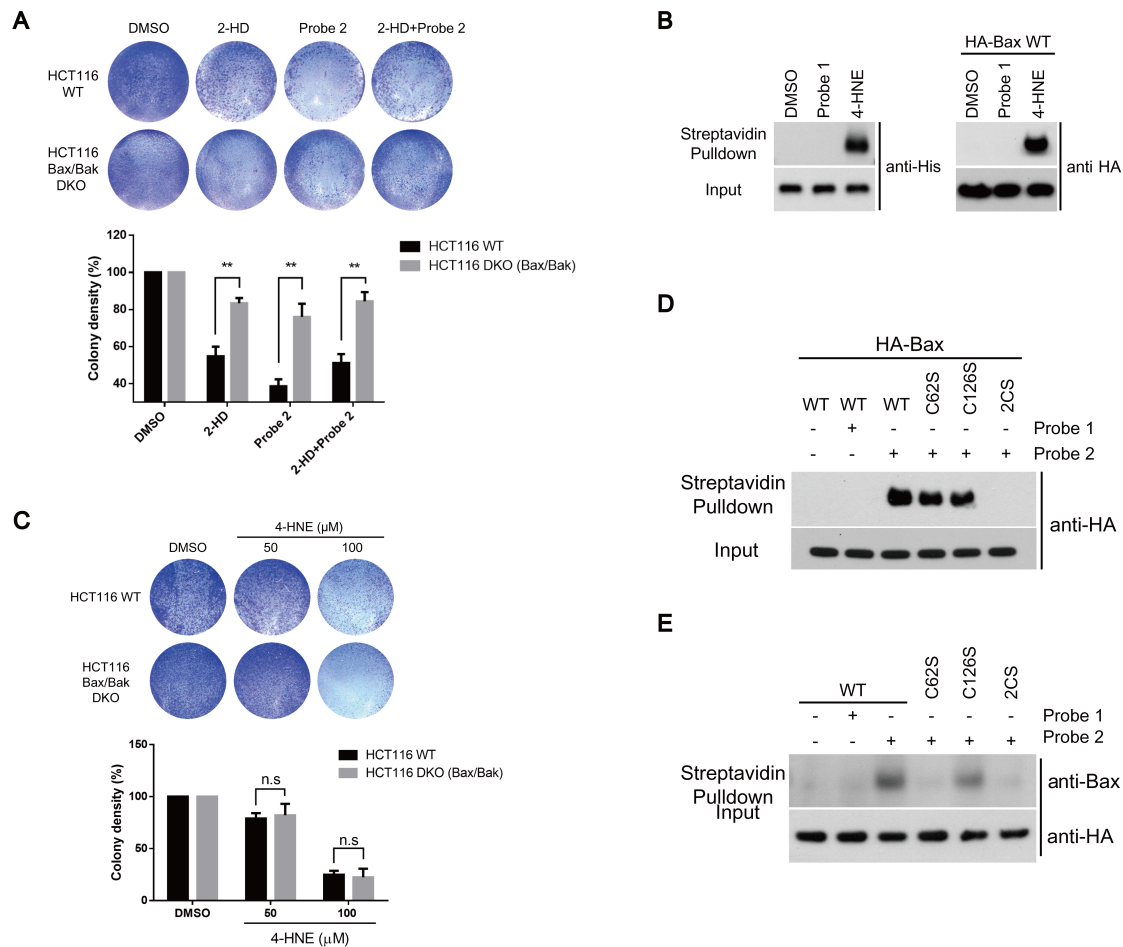 A
DMSO 2-HD Probe 2 2-HD+Probe 2
HCT116
WT
HCT116
Bax/Bak
DKO
120
100
80
60
40
Colony density (%)
HCT116 WT
HCT116 DKO (Bax/Bak)
** ** **
DMSO 2-HD Probe 2 2-HD+Probe 2
B
HA-Bax WT
DMSO Probe 1 4-HNE
DMSO Probe 1 4-HNE
Streptavidin
Pulldown
Input
anti-His
anti HA
C
4-HNE (μM)
DMSO 50 100
HCT116 WT
HCT116
Bax/Bak
DKO
150
100
50
0
Colony density (%)
HCT116 WT
HCT116 DKO (Bax/Bak)
n.s
n.s
DMSO 50 100
4-HNE (μM)
D
HA-Bax
WT WT WT C62S C126S 2CS
- + - - - - Probe 1
- - + + + + Probe 2
Streptavidin
Pulldown
Input
anti-HA
E
WT C62S C126S 2CS
- + - - - - Probe 1
- - + + + + Probe 2
Streptavidin
Pulldown
Input
anti-Bax
anti-HA